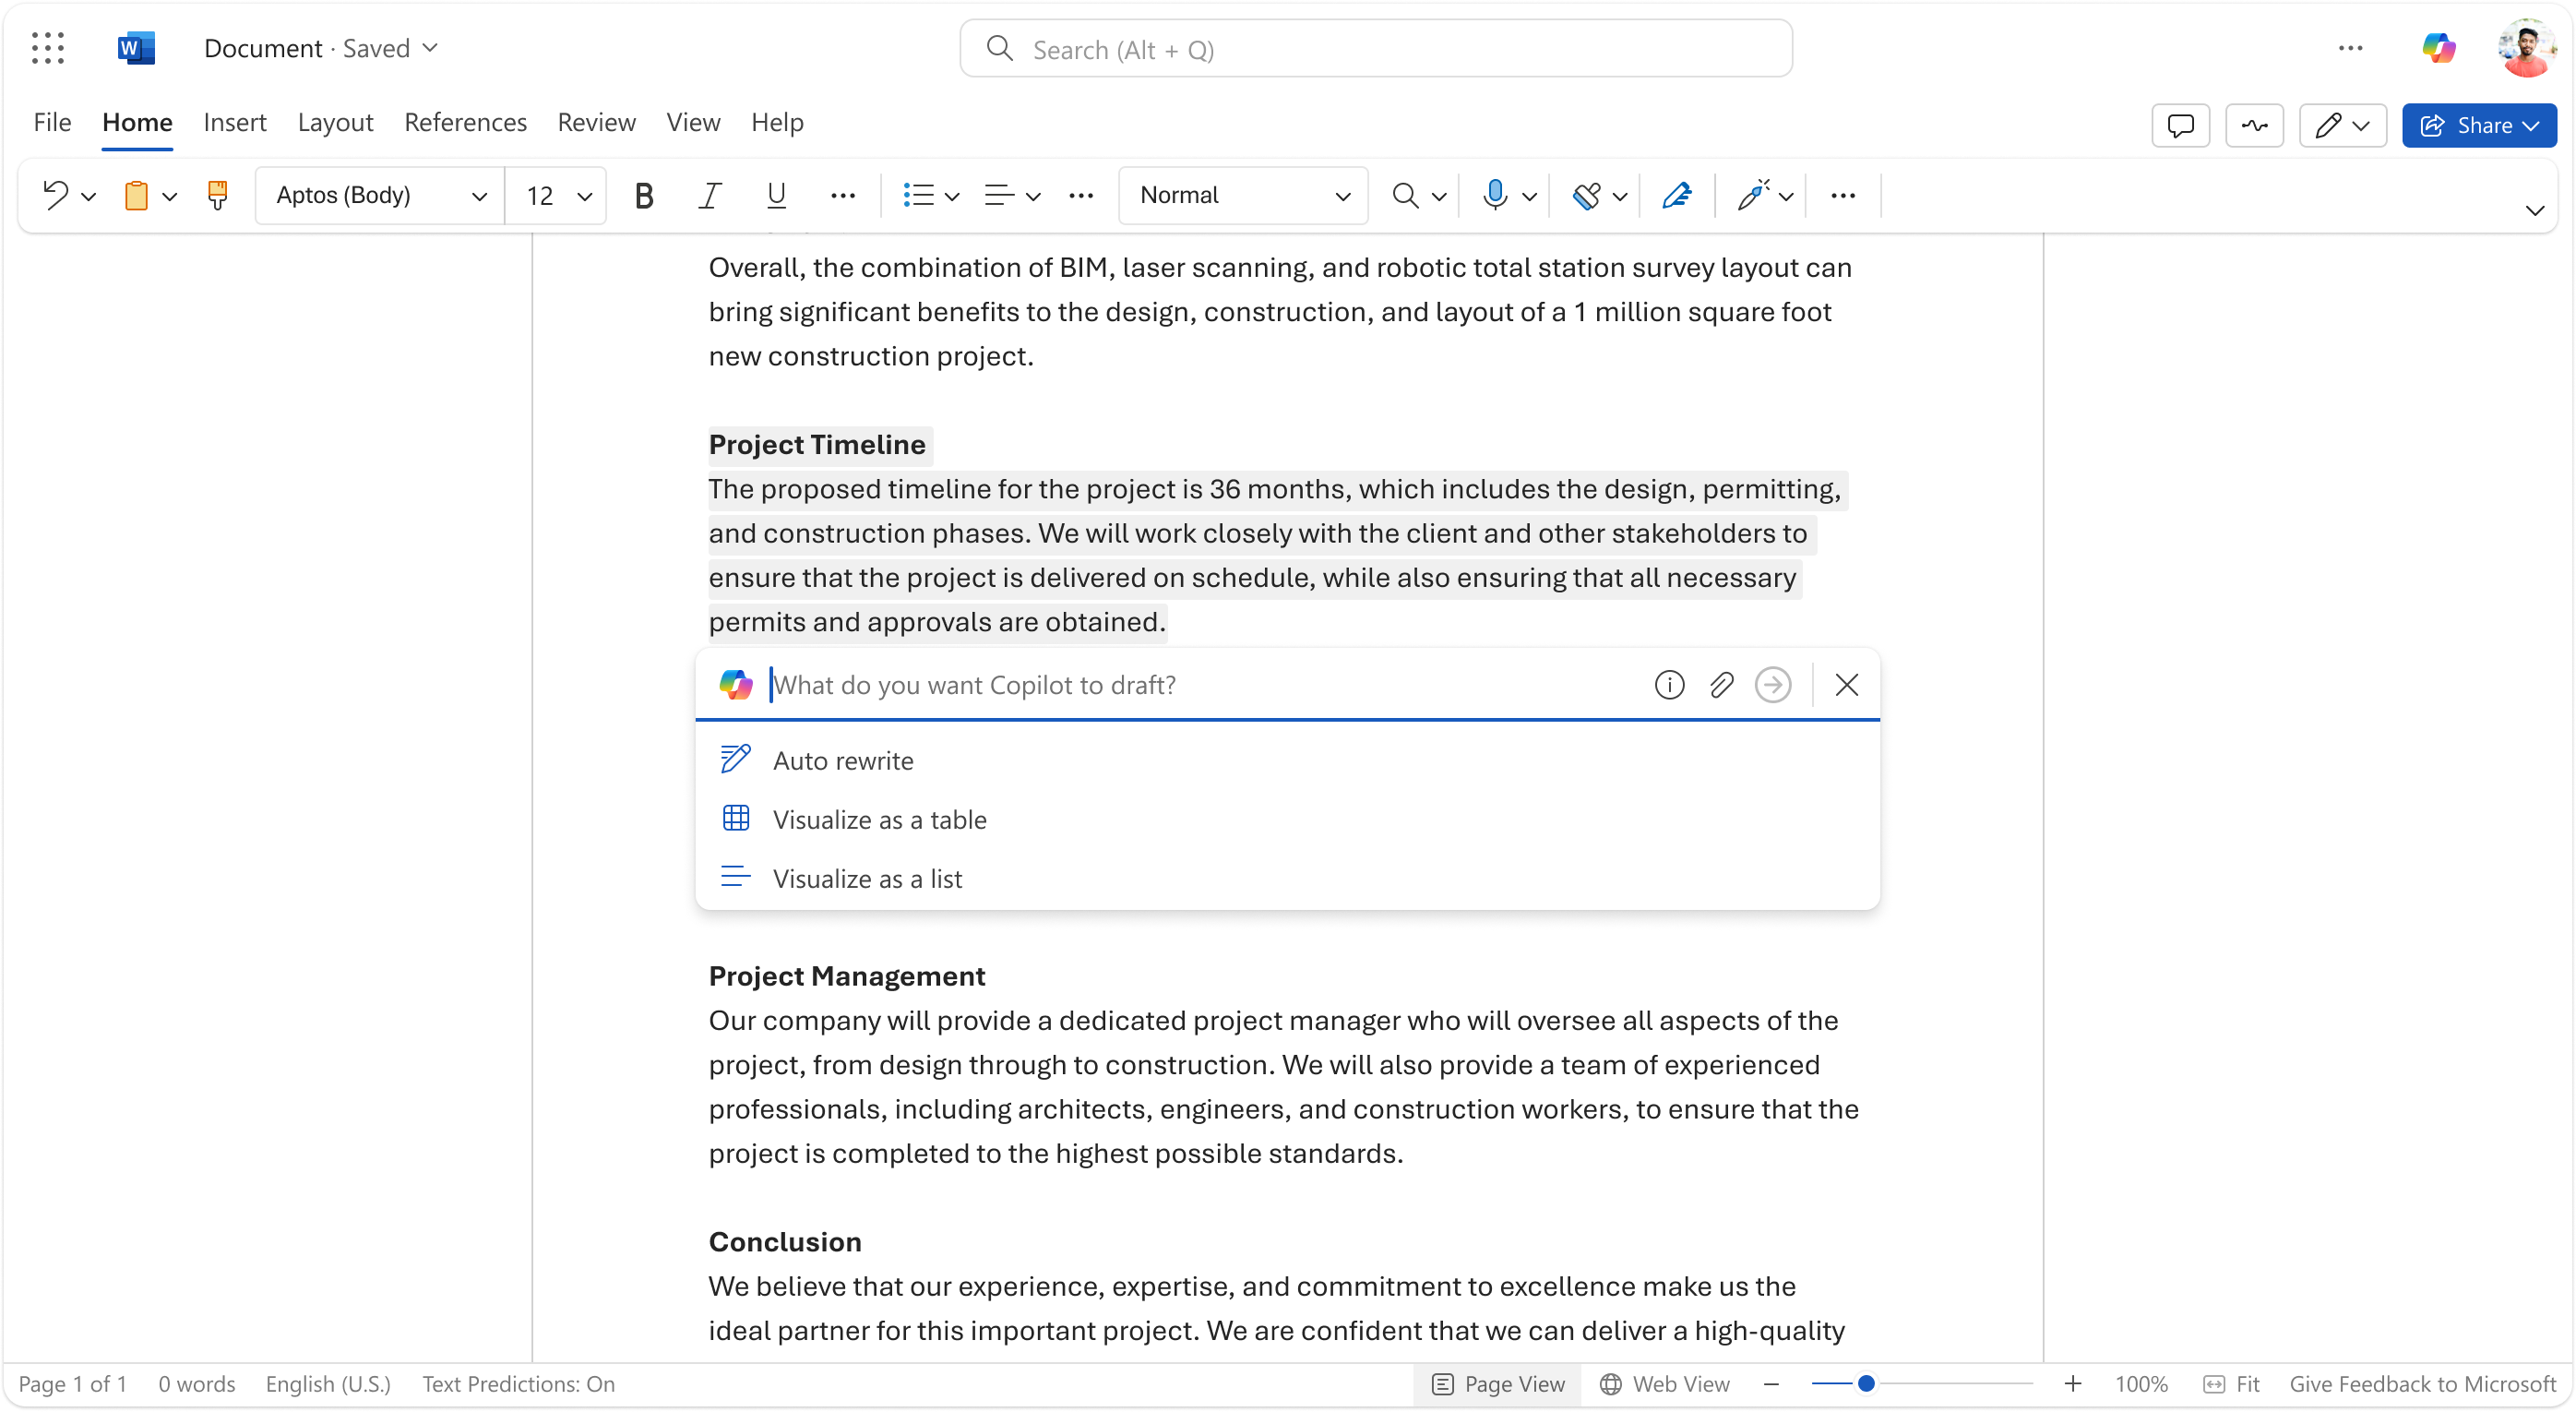 W
Document · Saved
Search (Alt + Q)
File Home Insert Layout References Review View Help
Share
Aptos (Body) 12 B I U Normal
Overall, the combination of BIM, laser scanning, and robotic total station survey layout can
bring significant benefits to the design, construction, and layout of a 1 million square foot
new construction project.
Project Timeline
The proposed timeline for the project is 36 months, which includes the design, permitting,
and construction phases. We will work closely with the client and other stakeholders to
ensure that the project is delivered on schedule, while also ensuring that all necessary
permits and approvals are obtained.
What do you want Copilot to draft?
Auto rewrite
Visualize as a table
Visualize as a list
Project Management
Our company will provide a dedicated project manager who will oversee all aspects of the
project, from design through to construction. We will also provide a team of experienced
professionals, including architects, engineers, and construction workers, to ensure that the
project is completed to the highest possible standards.
Conclusion
We believe that our experience, expertise, and commitment to excellence make us the
ideal partner for this important project. We are confident that we can deliver a high-quality
Page 1 of 1 0 words English (U.S.) Text Predictions: On Page View Web View 100% Fit Give Feedback to Microsoft